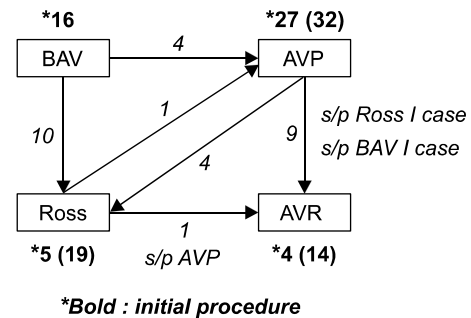 *16
*27 (32)
BAV
4
AVP
10
1
4
9
s/p Ross I case
s/p BAV I case
Ross
1
AVR
*5 (19)
s/p AVP
*4 (14)
*Bold : initial procedure